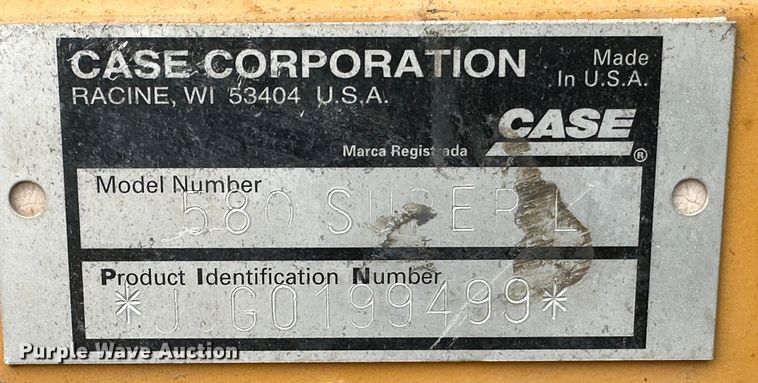 CASE CORPORATION
RACINE, WI 53404 U.S.A.
Made
In U.S.A.
CASE
®
Marca Registrada
Model Number
580 SUPER L
Product Identification Number
*JJG0199499*
Purple Wave Auction